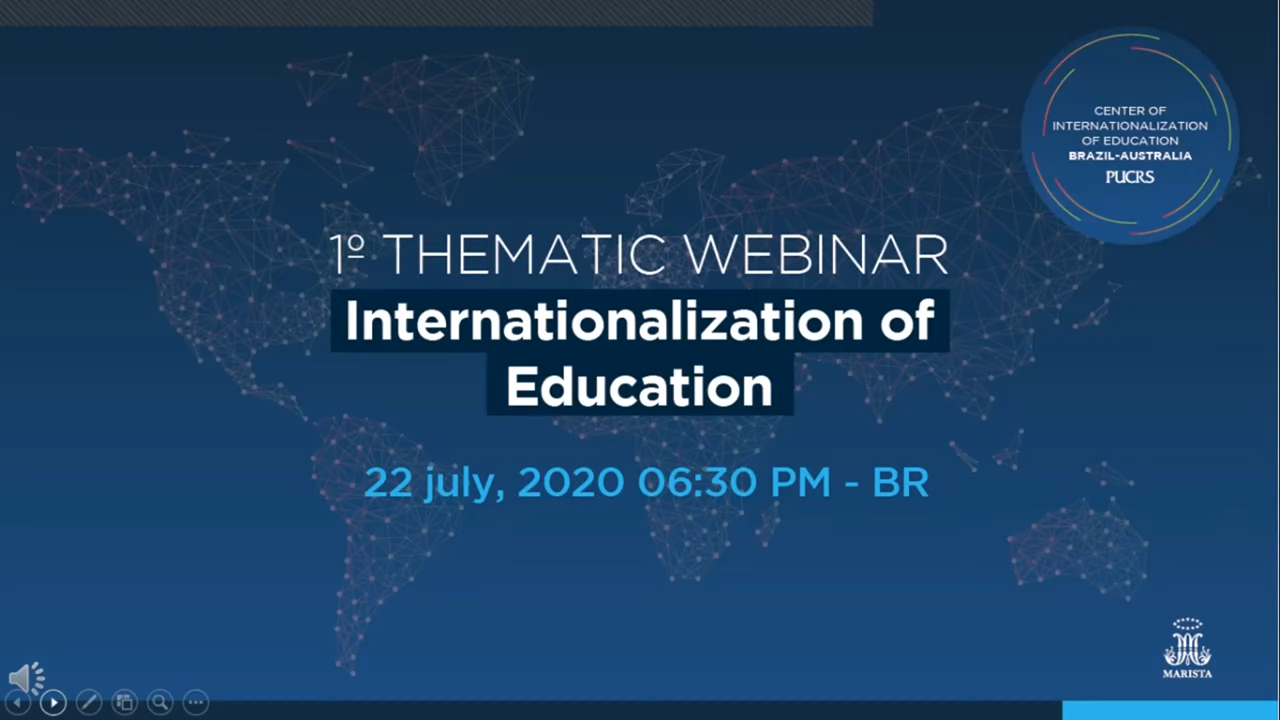 CENTER OF
INTERNATIONALIZATION
OF EDUCATION
BRAZIL-AUSTRALIA
PUCRS
1º THEMATIC WEBINAR
Internationalization of
Education
22 july, 2020 06:30 PM - BR
MARISTA